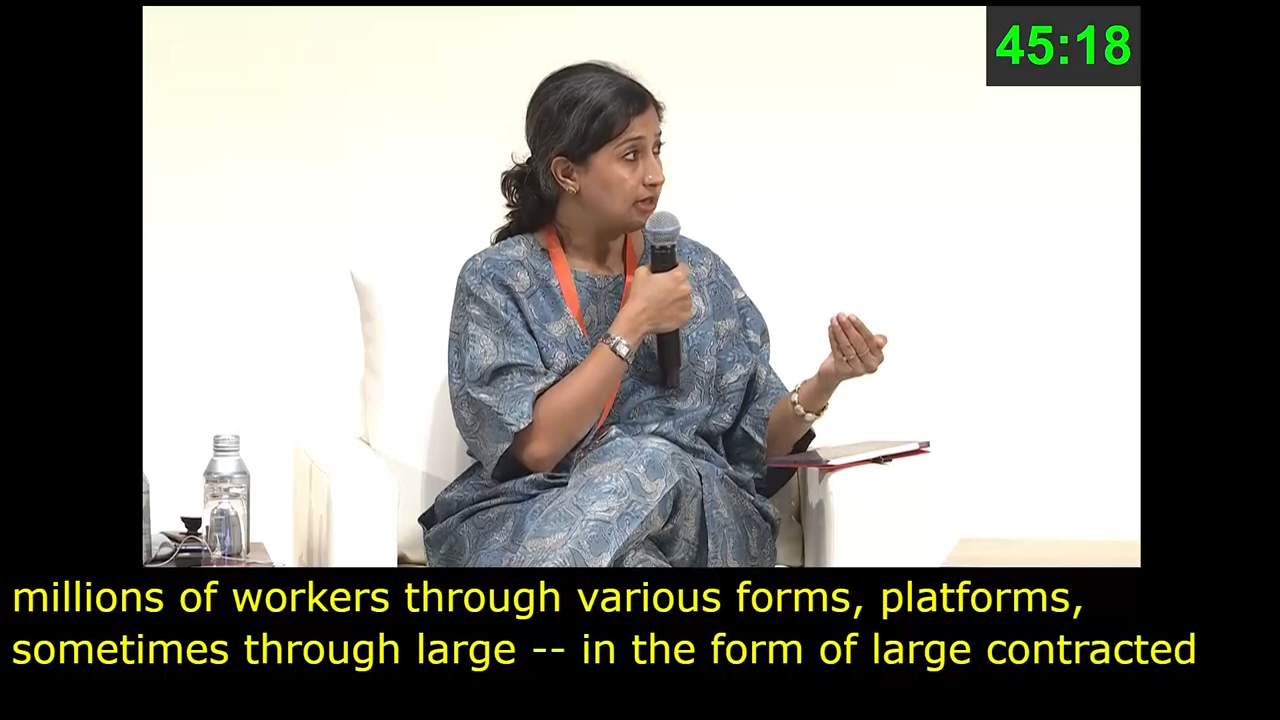 45:18
millions of workers through various forms, platforms,
sometimes through large -- in the form of large contracted